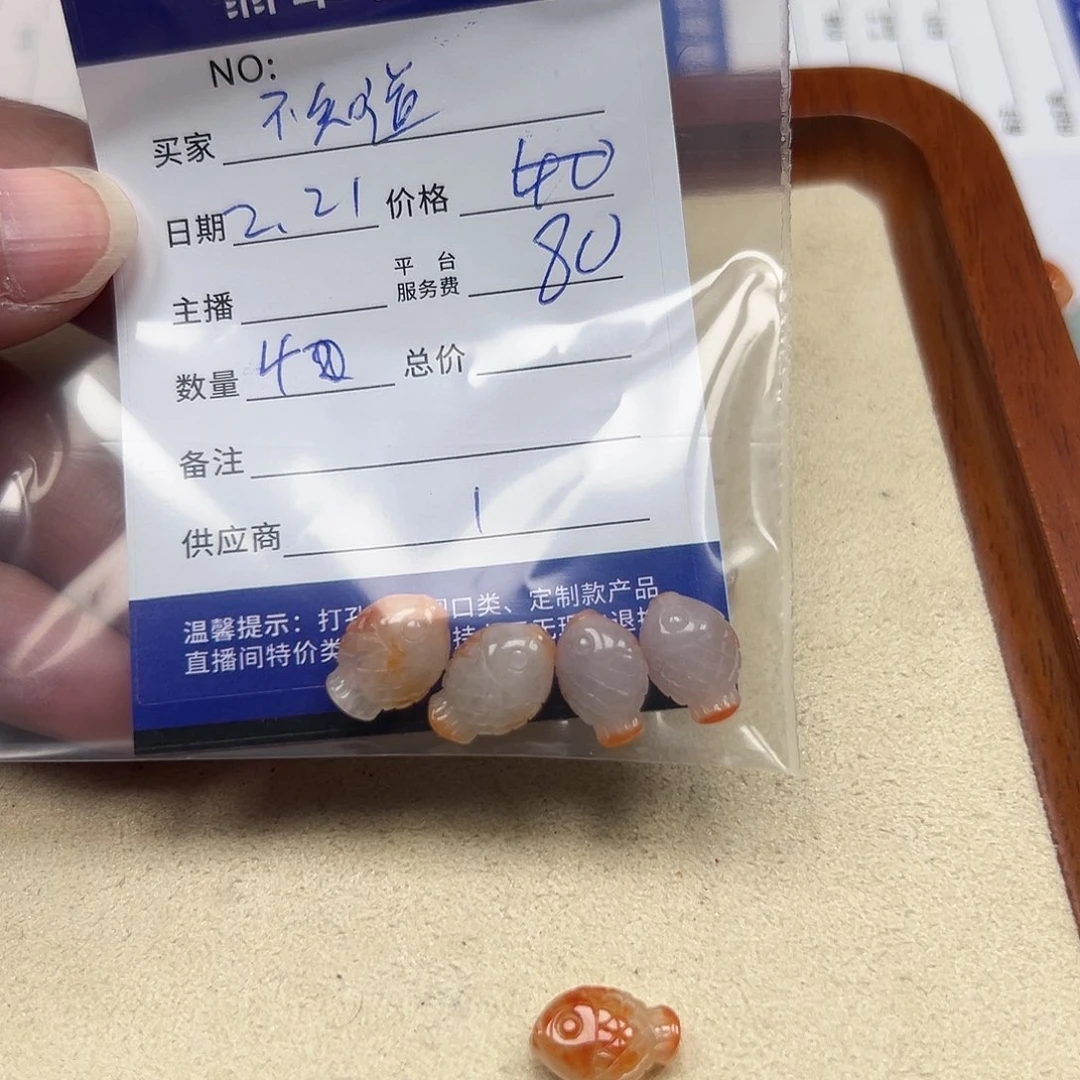 NO:
买家 不知道
日期 2.21 价格 40
主播 平台服务费 80
数量 4 总价
备注
供应商 1
温馨提示：打孔 口类、定制款产品
直播间特价类